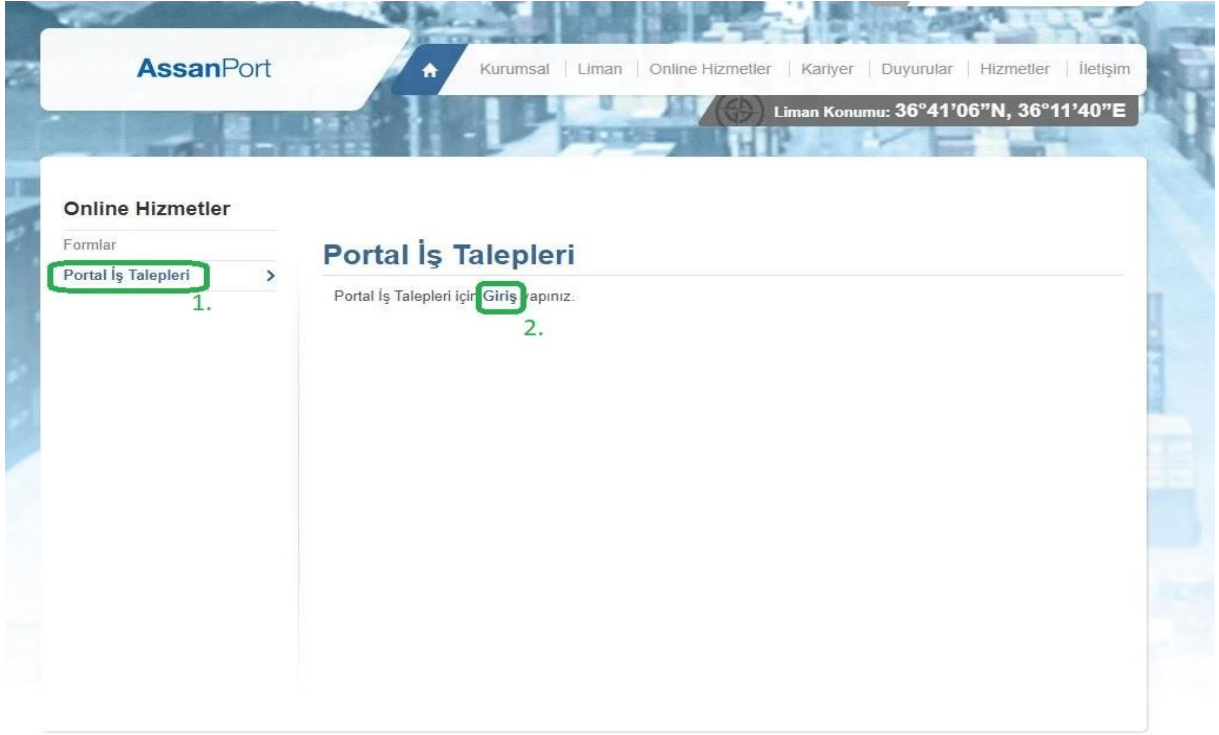 AssanPort
Kurumsal | Liman | Online Hizmetler | Kariyer | Duyurular | Hizmetler | İletişim
Liman Konumu: 36°41'06"N, 36°11'40"E
Online Hizmetler
Formlar
Portal İş Talepleri
1.
Portal İş Talepleri
Portal İş Talepleri için Giriş yapınız.
2.